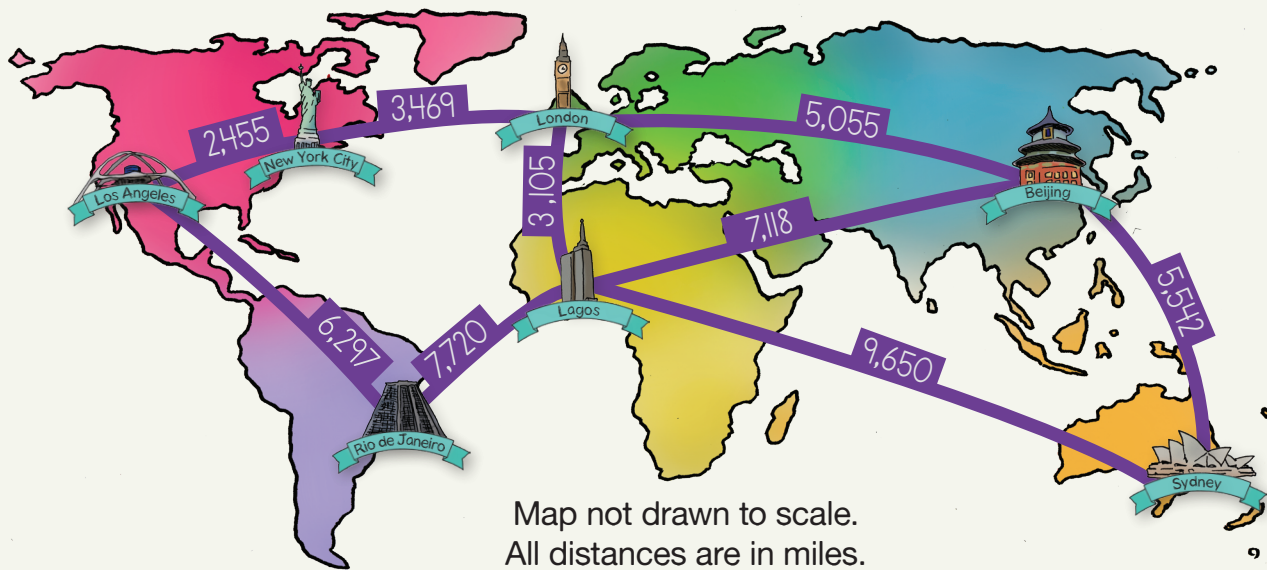 3,469
2,455
London
5,055
New York City
3,105
Los Angeles
Beijing
7,118
Lagos
5,542
6,297
7,720
9,650
Rio de Janeiro
Sydney
Map not drawn to scale.
All distances are in miles.
9